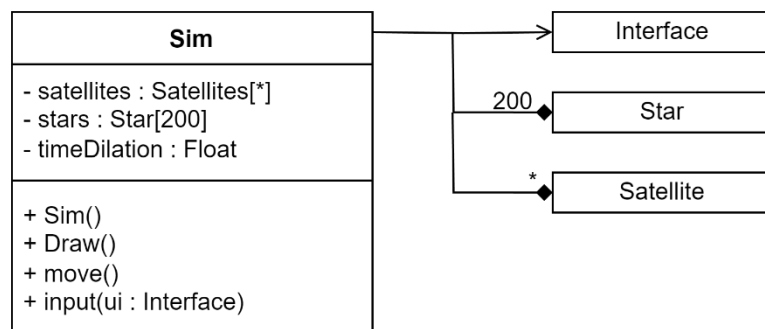 Sim
- satellites : Satellites[*]
- stars : Star[200]
- timeDilation : Float
+ Sim()
+ Draw()
+ move()
+ input(ui : Interface)
Interface
200
Star
*
Satellite